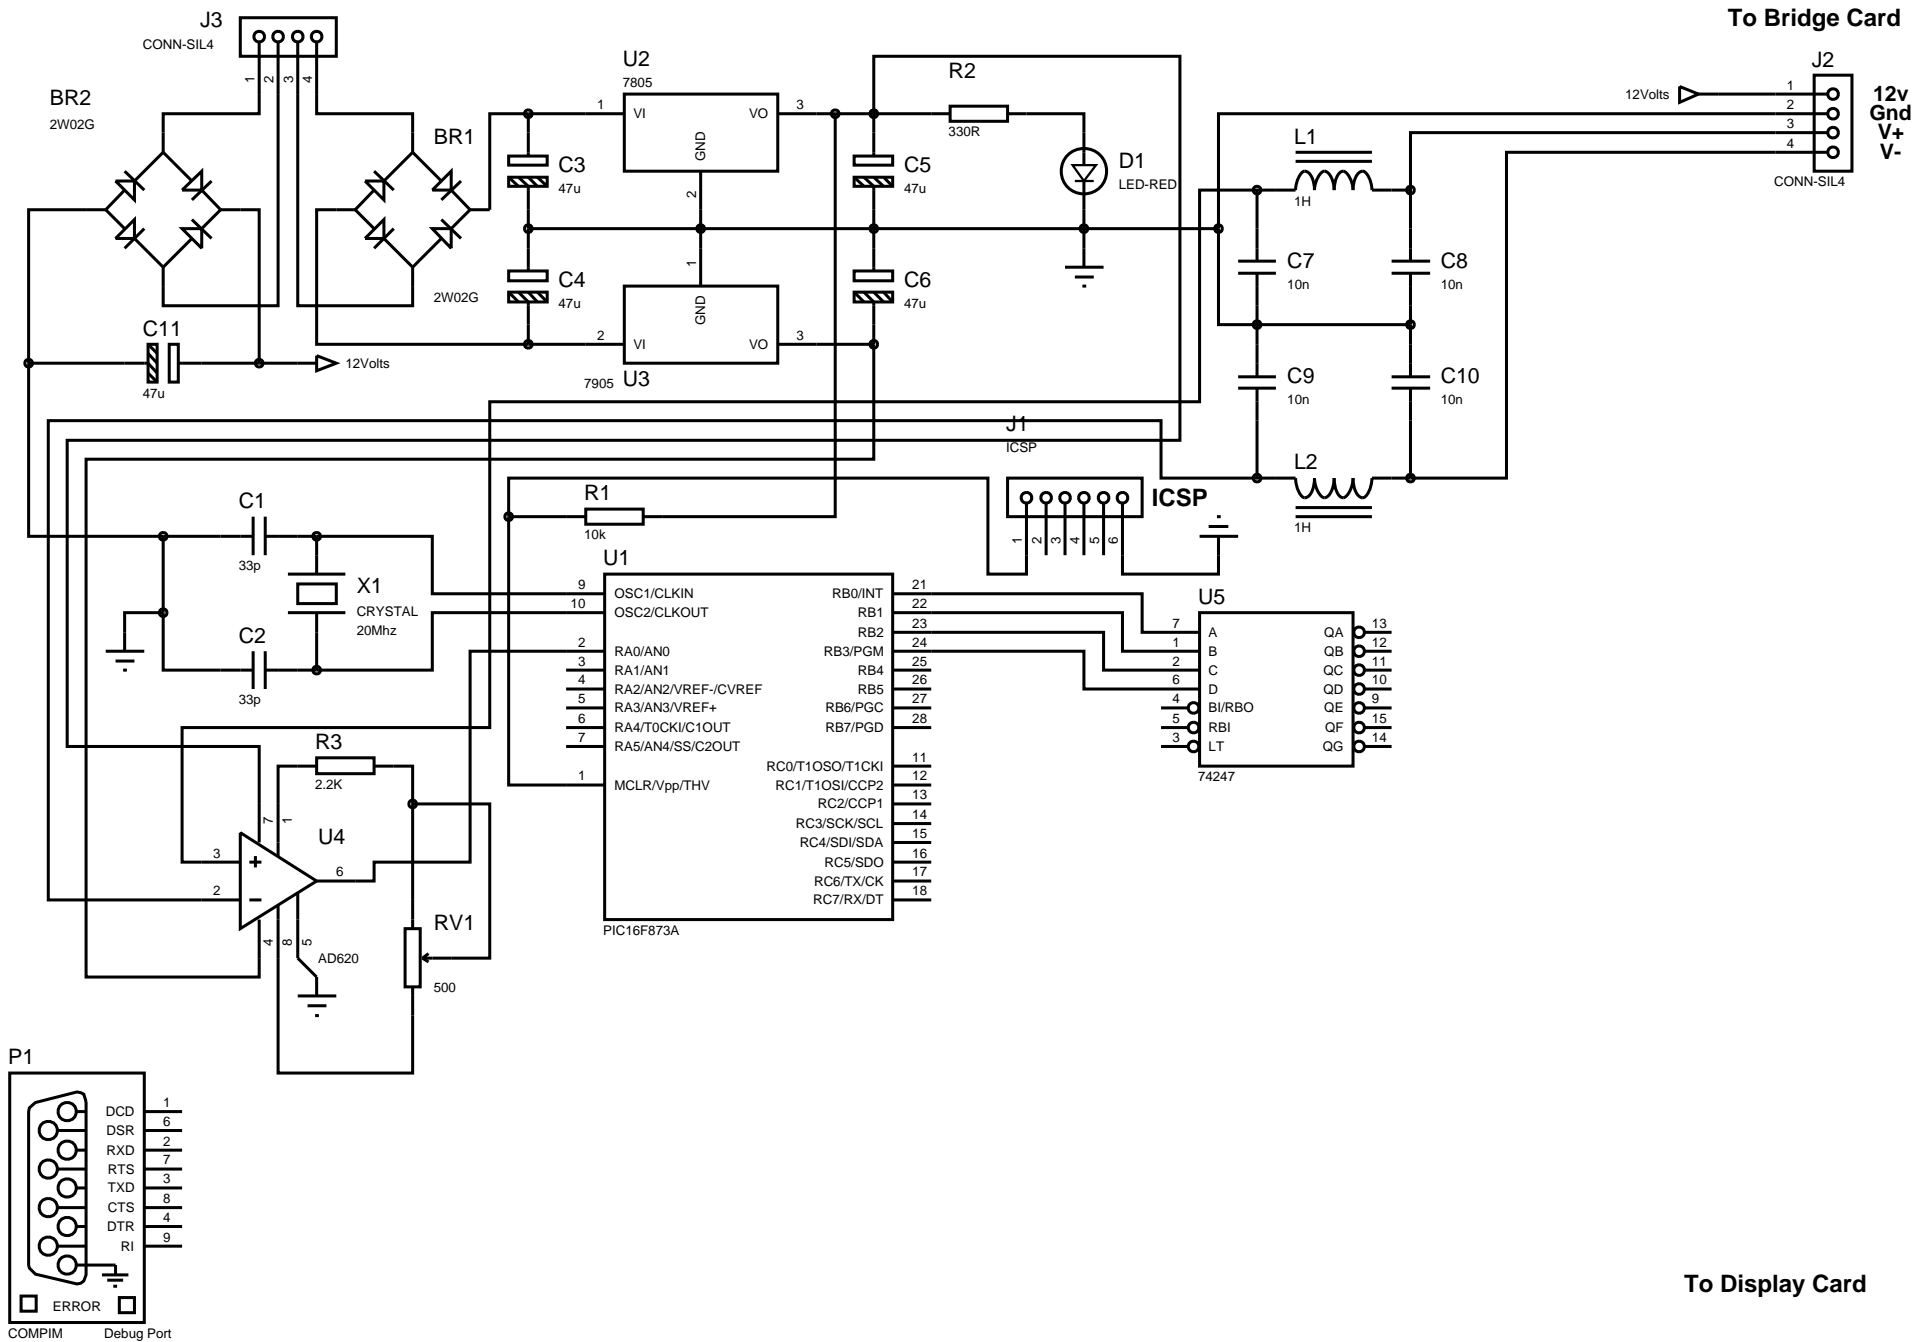 To Bridge Card
J3
CONN-SIL4
1
2
3
4
BR2
2W02G
BR1
2W02G
C11
47u
12Volts
C3
47u
C4
47u
U2
7805
1
VI
VO
3
GND
2
1
GND
2
VI
VO
3
7905
U3
C5
47u
C6
47u
R2
330R
D1
LED-RED
J2
12Volts
1
2
3
4
12v
Gnd
V+
V-
CONN-SIL4
L1
1H
C7
10n
C8
10n
C9
10n
C10
10n
L2
1H
J1
ICSP
ICSP
1
2
3
4
5
6
R1
10k
C1
33p
X1
CRYSTAL
20Mhz
C2
33p
U1
9
OSC1/CLKIN
10
OSC2/CLKOUT
2
RA0/AN0
3
RA1/AN1
4
RA2/AN2/VREF-/CVREF
5
RA3/AN3/VREF+
6
RA4/T0CKI/C1OUT
7
RA5/AN4/SS/C2OUT
1
MCLR/Vpp/THV
RB0/INT
21
RB1
22
RB2
23
RB3/PGM
24
RB4
25
RB5
26
RB6/PGC
27
RB7/PGD
28
RC0/T1OSO/T1CKI
11
RC1/T1OSI/CCP2
12
RC2/CCP1
13
RC3/SCK/SCL
14
RC4/SDI/SDA
15
RC5/SDO
16
RC6/TX/CK
17
RC7/RX/DT
18
PIC16F873A
U5
7
A
QA
13
1
B
QB
12
2
C
QC
11
6
D
QD
10
4
BI/RBO
QE
9
5
RBI
QF
15
3
LT
QG
14
74247
R3
2.2K
U4
7
1
3
+
2
−
6
4
8
5
AD620
RV1
500
P1
DCD
1
DSR
6
RXD
2
RTS
7
TXD
3
CTS
8
DTR
4
RI
9
ERROR
COMPIM
Debug Port
To Display Card